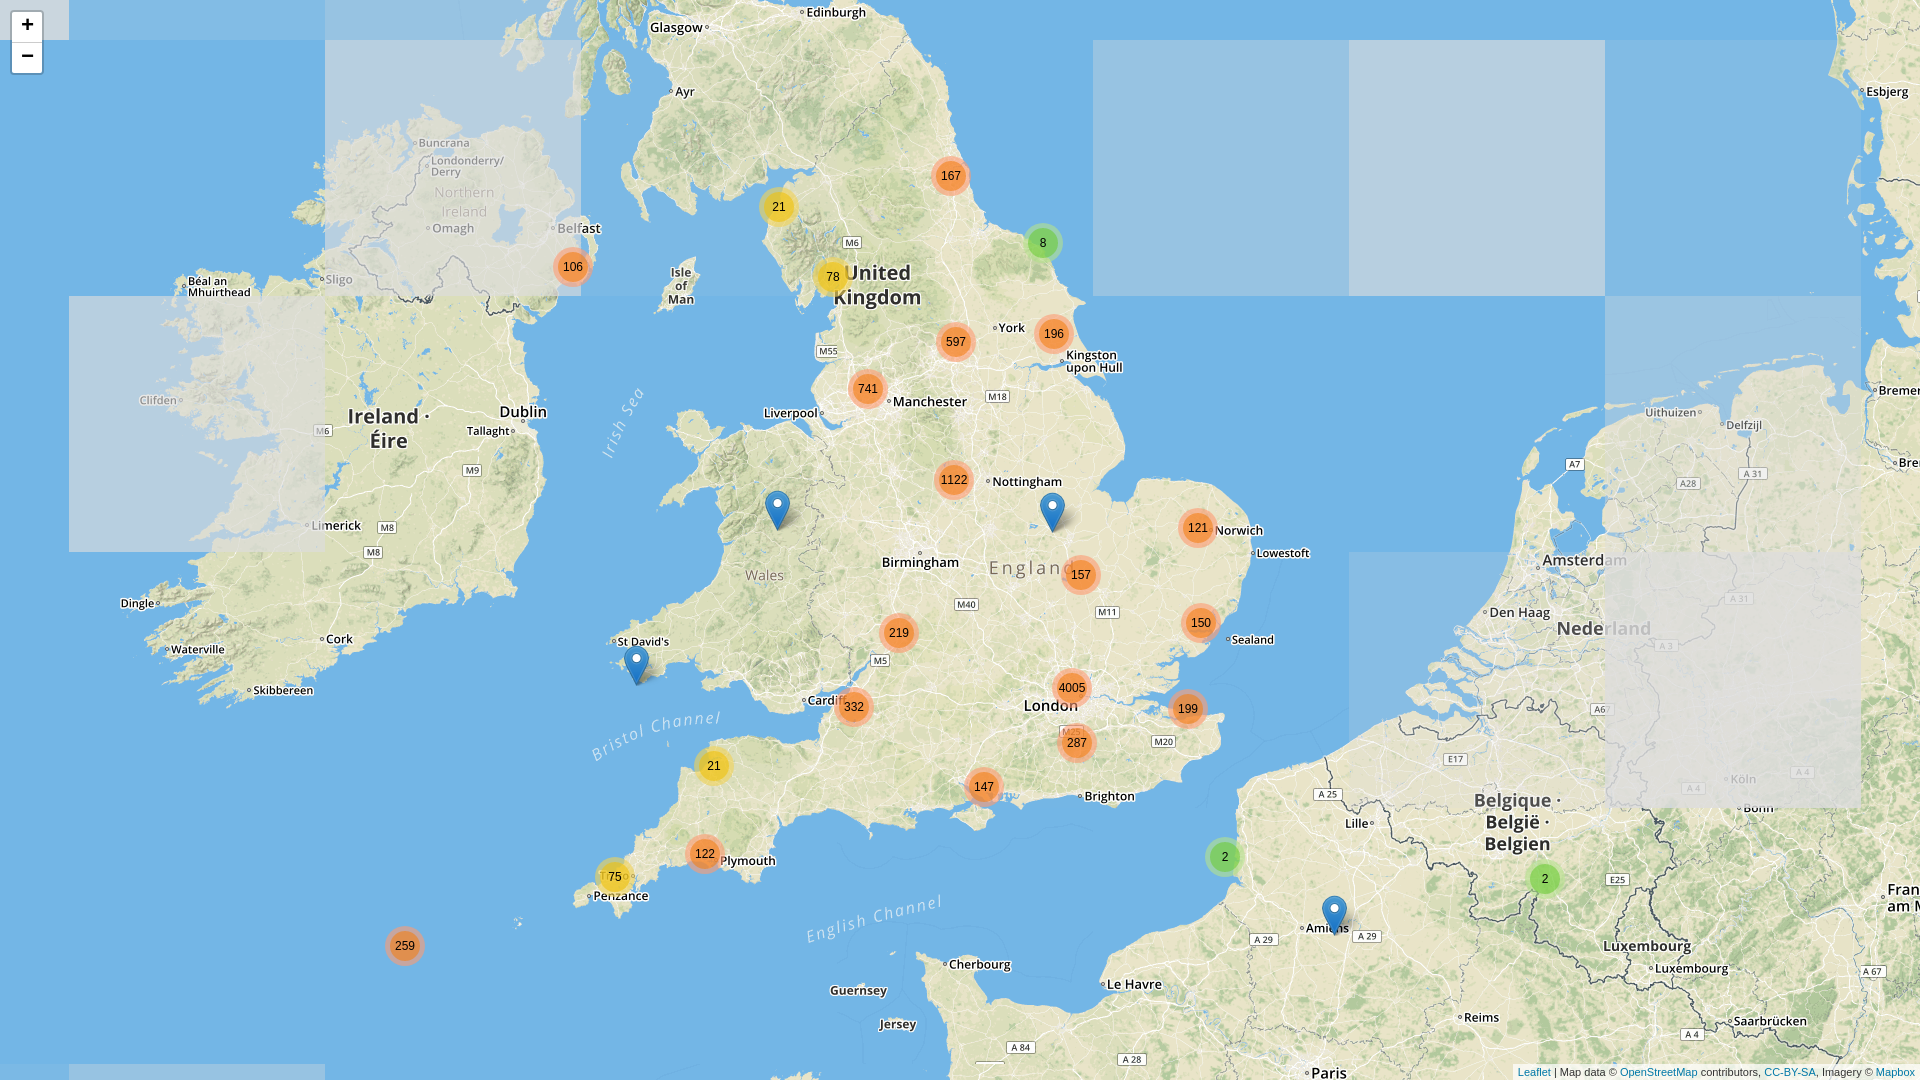 +
−
Edinburgh
Glasgow
Ayr
Esbjerg
Buncrana
Londonderry/
Derry
Northern
Ireland
Omagh
Belfast
167
21
8
M6
106
78
United
Kingdom
Isle
of
Man
Béal an
Mhuirthead
Sligo
York
196
597
M55
Kingston
upon Hull
741
Manchester
M18
Liverpool
Clifden
Ireland ·
Éire
Dublin
Tallaght
M6
M9
Irish Sea
Uithuizen
Delfzijl
Bremer
A7
A 31
A28
Bre
1122
Nottingham
Limerick
M8
M8
121
Norwich
Lowestoft
Birmingham
England
157
Wales
Amsterdam
Dingle
M40
M11
A 31
Den Haag
Nederland
150
Sealand
219
Cork
Waterville
St David's
M5
A 3
Skibbereen
4005
London
Cardiff
332
199
A6
M25
287
M20
Bristol Channel
21
E17
Köln
A 4
A 4
147
Brighton
A 25
Bonn
Belgique ·
België ·
Belgien
Lille
122
Plymouth
2
75
Penzance
2
E25
Fran
am M
English Channel
Amiens
A 29
A 29
259
Luxembourg
Luxembourg
A 67
Cherbourg
Le Havre
Guernsey
Jersey
Reims
Saarbrücken
A 4
A 84
A 28
Paris
Leaflet | Map data © OpenStreetMap contributors, CC-BY-SA, Imagery © Mapbox